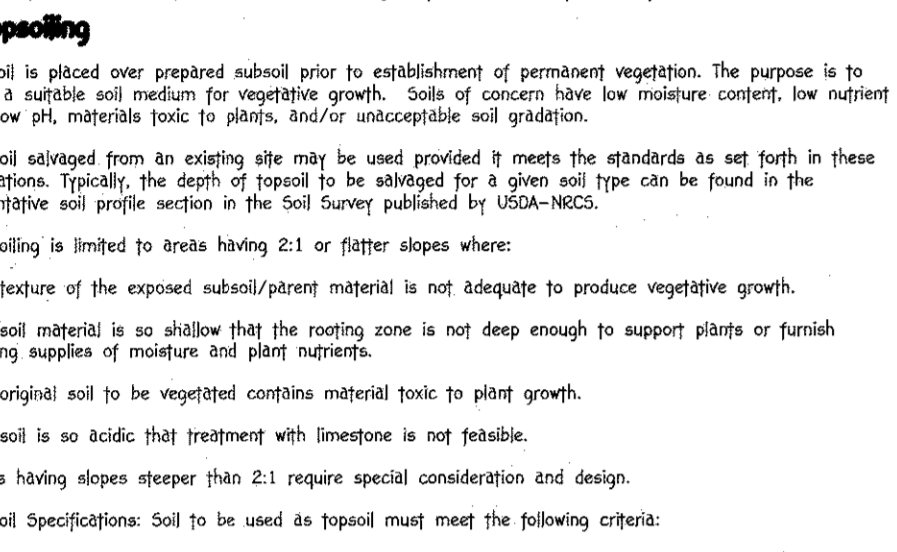 opsoiling
oil is placed over prepared subsoil prior to establishment of permanent vegetation. The purpose is to
a suitable soil medium for vegetative growth. Soils of concern have low moisture content, low nutrient
ow pH, materials toxic to plants, and/or unacceptable soil gradation.
oil salvaged from an existing site may be used provided it meets the standards as set forth in these
ations. Typically, the depth of topsoil to be salvaged for a given soil type can be found in the
ntative soil profile section in the Soil Survey published by USDA-NRCS.
oiling is limited to areas having 2:1 or flatter slopes where:
texture of the exposed subsoil/parent material is not adequate to produce vegetative growth.
soil material is so shallow that the rooting zone is not deep enough to support plants or furnish
ng supplies of moisture and plant nutrients.
original soil to be vegetated contains material toxic to plant growth.
soil is so acidic that treatment with limestone is not feasible.
s having slopes steeper than 2:1 require special consideration and design.
oil Specifications: Soil to be used as topsoil must meet the following criteria: